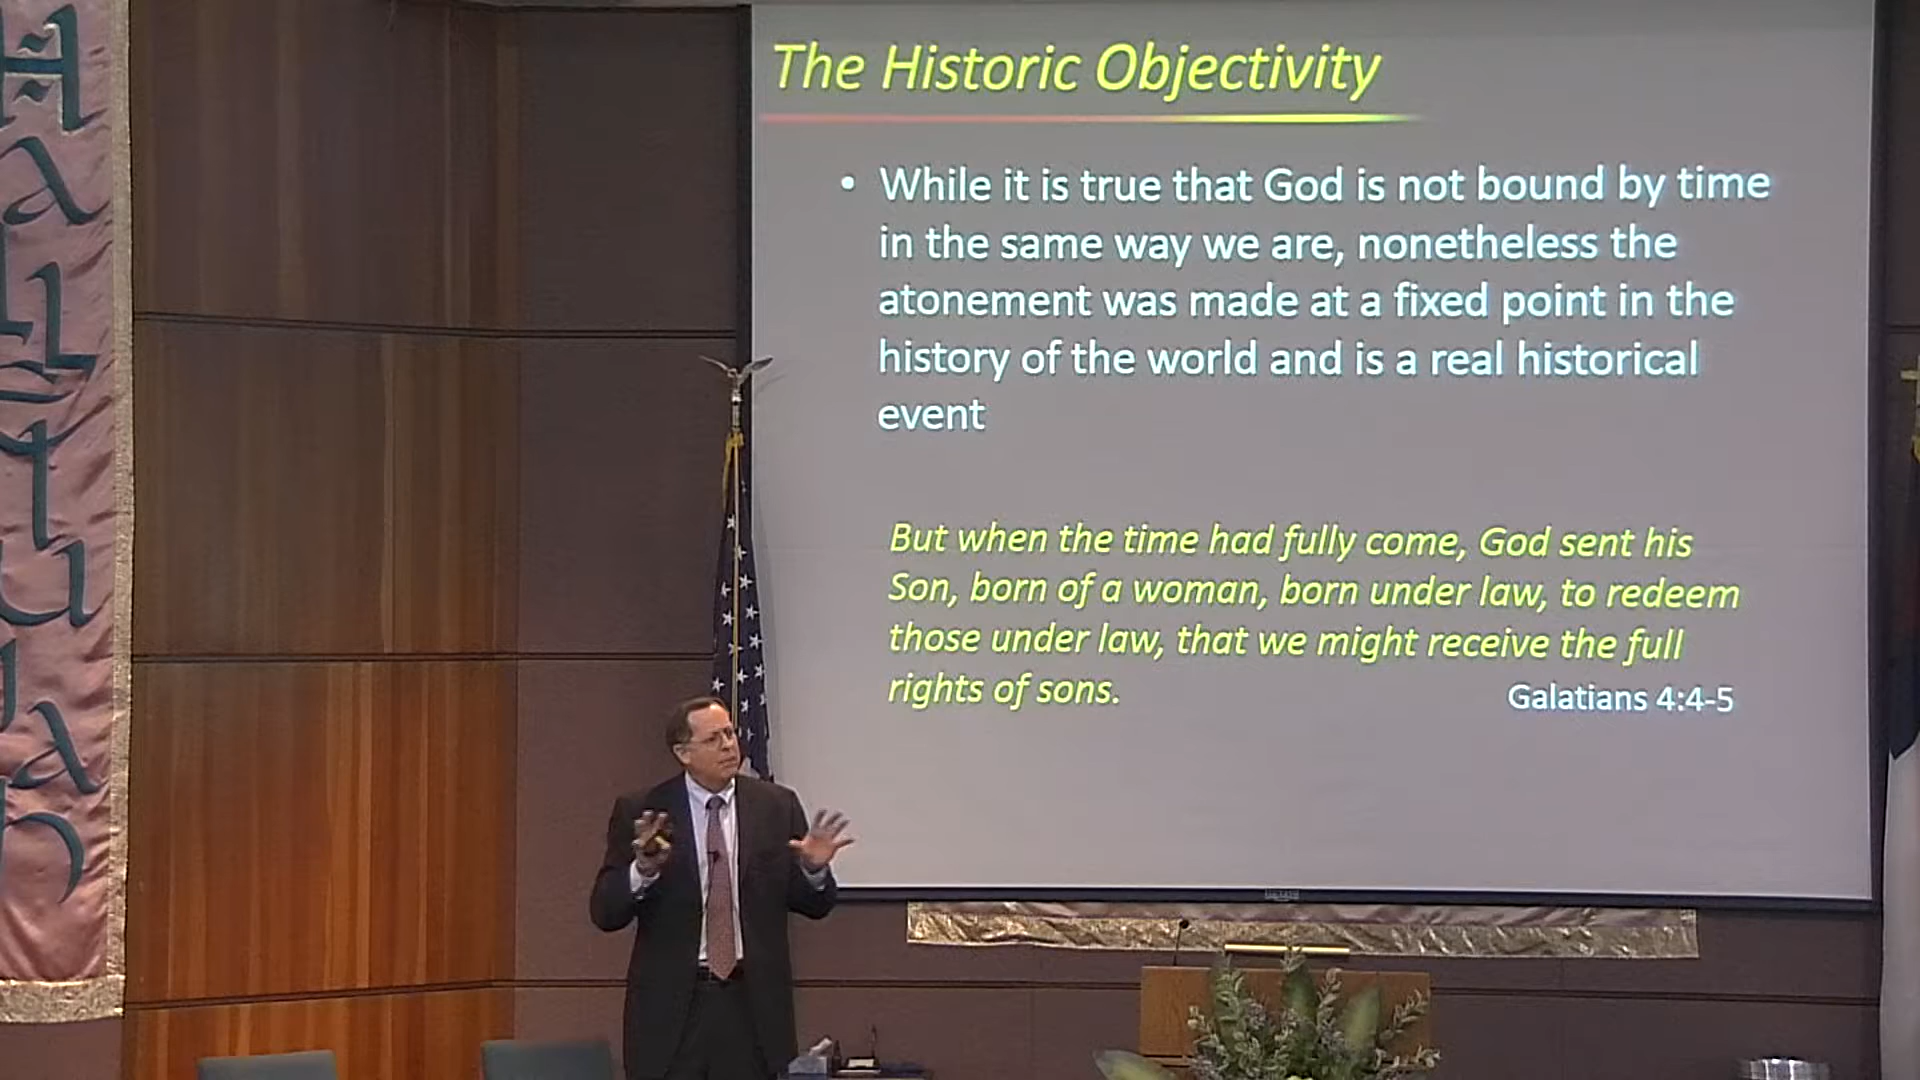 Hallelujah
The Historic Objectivity
• While it is true that God is not bound by time
in the same way we are, nonetheless the
atonement was made at a fixed point in the
history of the world and is a real historical
event
But when the time had fully come, God sent his
Son, born of a woman, born under law, to redeem
those under law, that we might receive the full
rights of sons.
Galatians 4:4-5